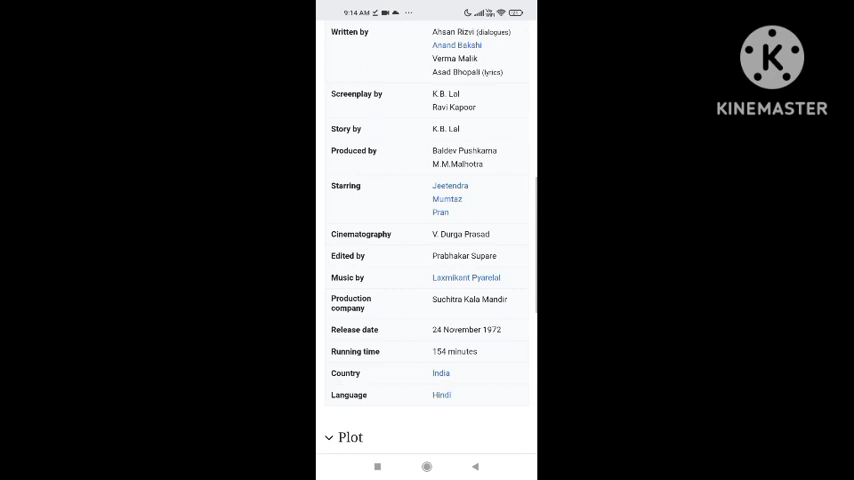 9:14 AM
Written by
Ahsan Rizvi (dialogues)
Anand Bakshi
Verma Malik
Asad Bhopali (lyrics)
Screenplay by
K.B. Lal
Ravi Kapoor
Story by
K.B. Lal
Produced by
Baldev Pushkarna
M.M.Malhotra
Starring
Jeetendra
Mumtaz
Pran
Cinematography
V. Durga Prasad
Edited by
Prabhakar Supare
Music by
Laxmikant Pyarelal
Production
company
Suchitra Kala Mandir
Release date
24 November 1972
Running time
154 minutes
Country
India
Language
Hindi
Plot
K
KINEMASTER